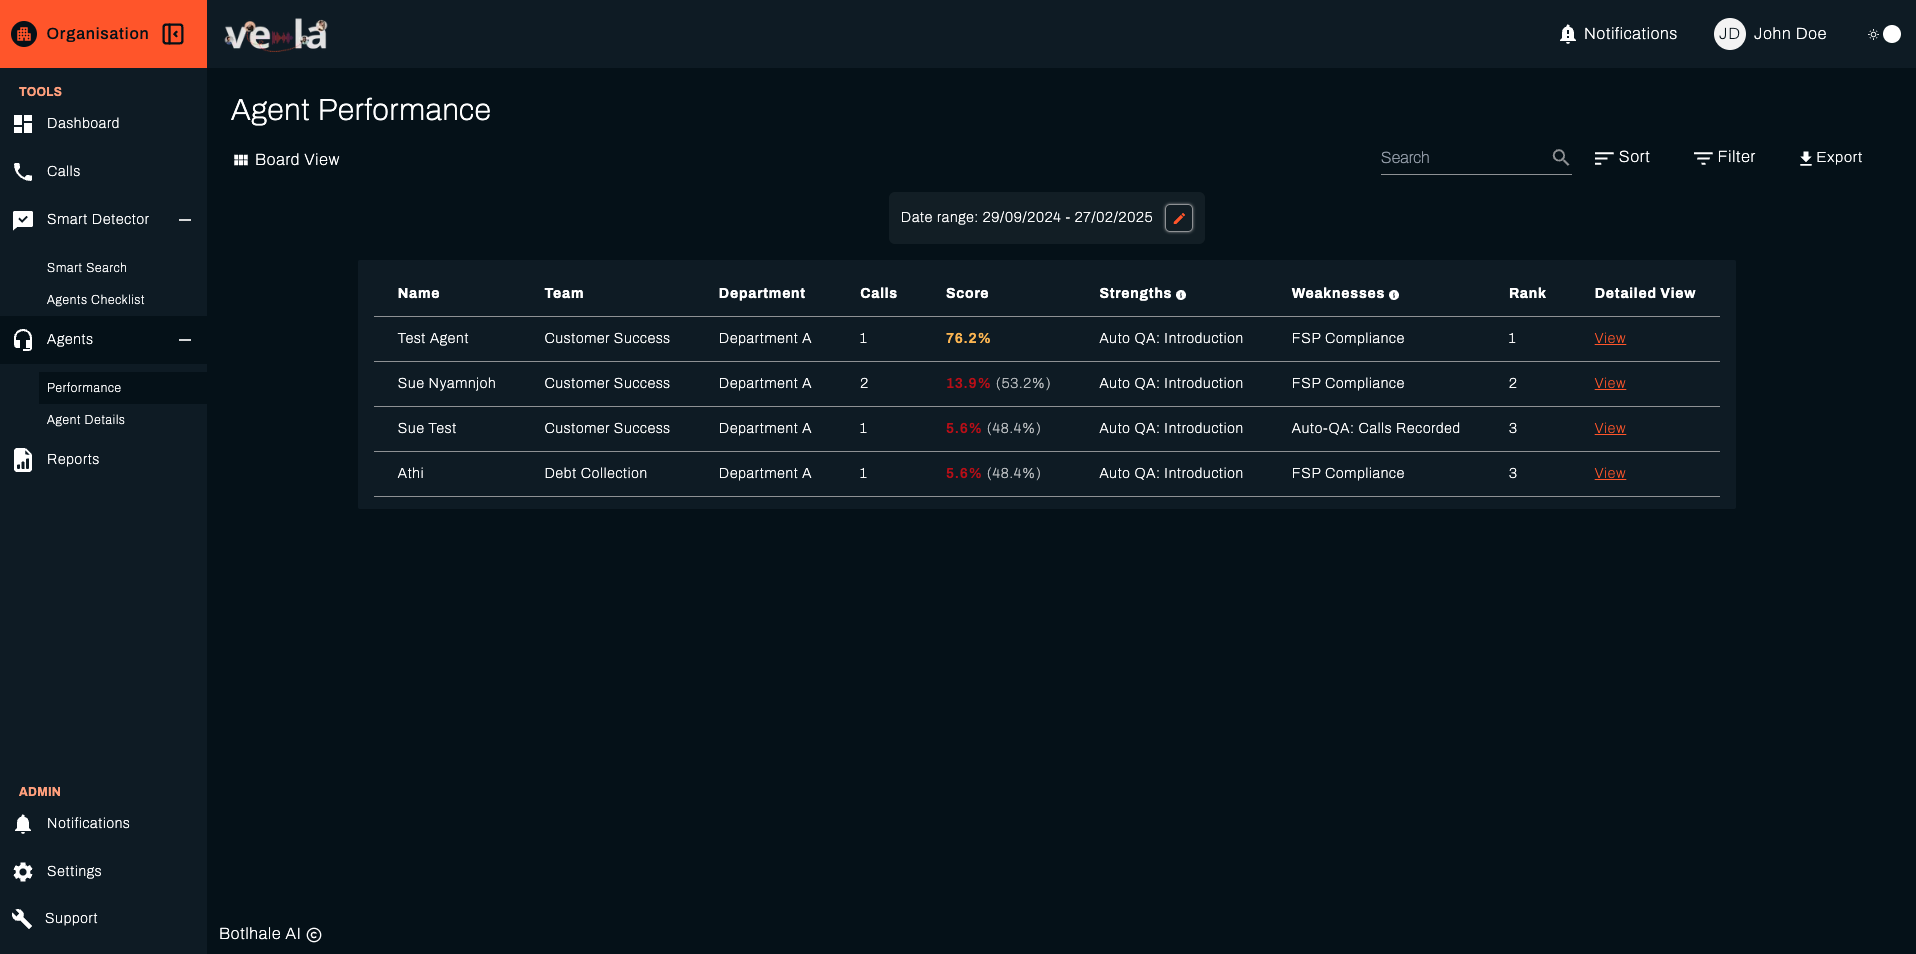 Organisation
vela
Notifications
JD John Doe
TOOLS
Dashboard
Calls
Smart Detector
Smart Search
Agents Checklist
Agents
Performance
Agent Details
Reports
ADMIN
Notifications
Settings
Support
Agent Performance
Board View
Search
Sort
Filter
Export
Date range: 29/09/2024 - 27/02/2025
Name Team Department Calls Score Strengths Weaknesses Rank Detailed View
Test Agent Customer Success Department A 1 76.2% Auto QA: Introduction FSP Compliance 1 View
Sue Nyamnjoh Customer Success Department A 2 13.9% (53.2%) Auto QA: Introduction FSP Compliance 2 View
Sue Test Customer Success Department A 1 5.6% (48.4%) Auto QA: Introduction Auto-QA: Calls Recorded 3 View
Athi Debt Collection Department A 1 5.6% (48.4%) Auto QA: Introduction FSP Compliance 3 View
Botlhale AI ©